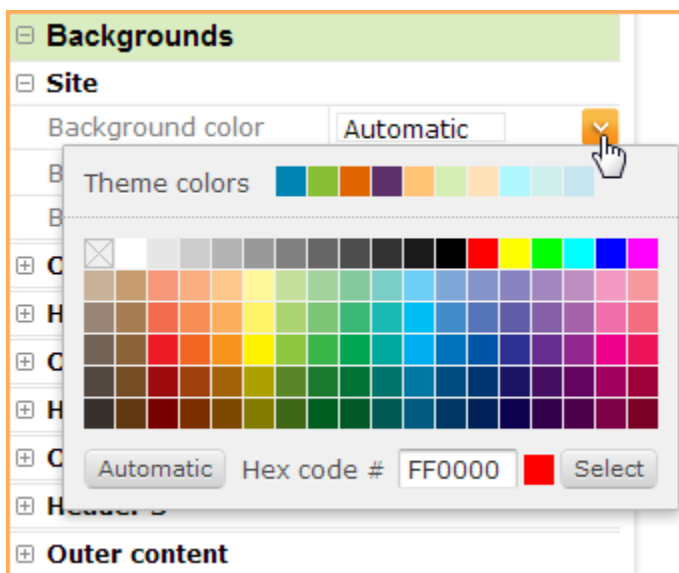 Backgrounds
Site
Background color Automatic
B
Theme colors
B
C
H
C
H
C
Automatic Hex code # FF0000 Select
Outer content